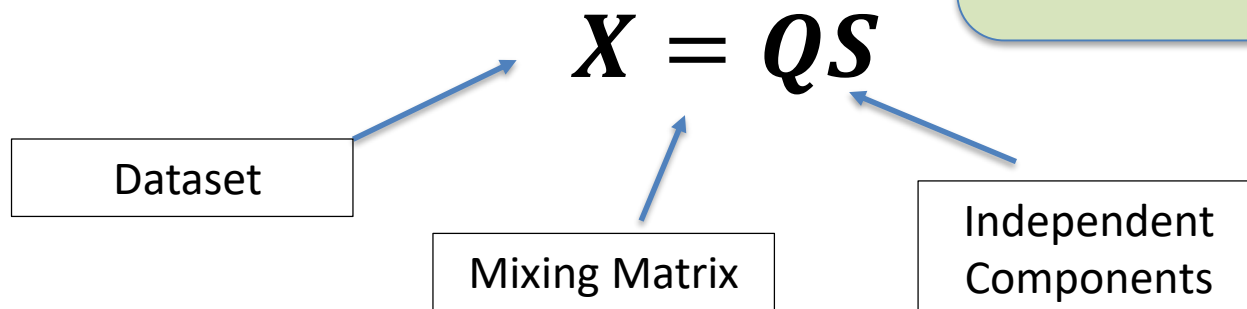 X = QS
Dataset
Mixing Matrix
Independent
Components